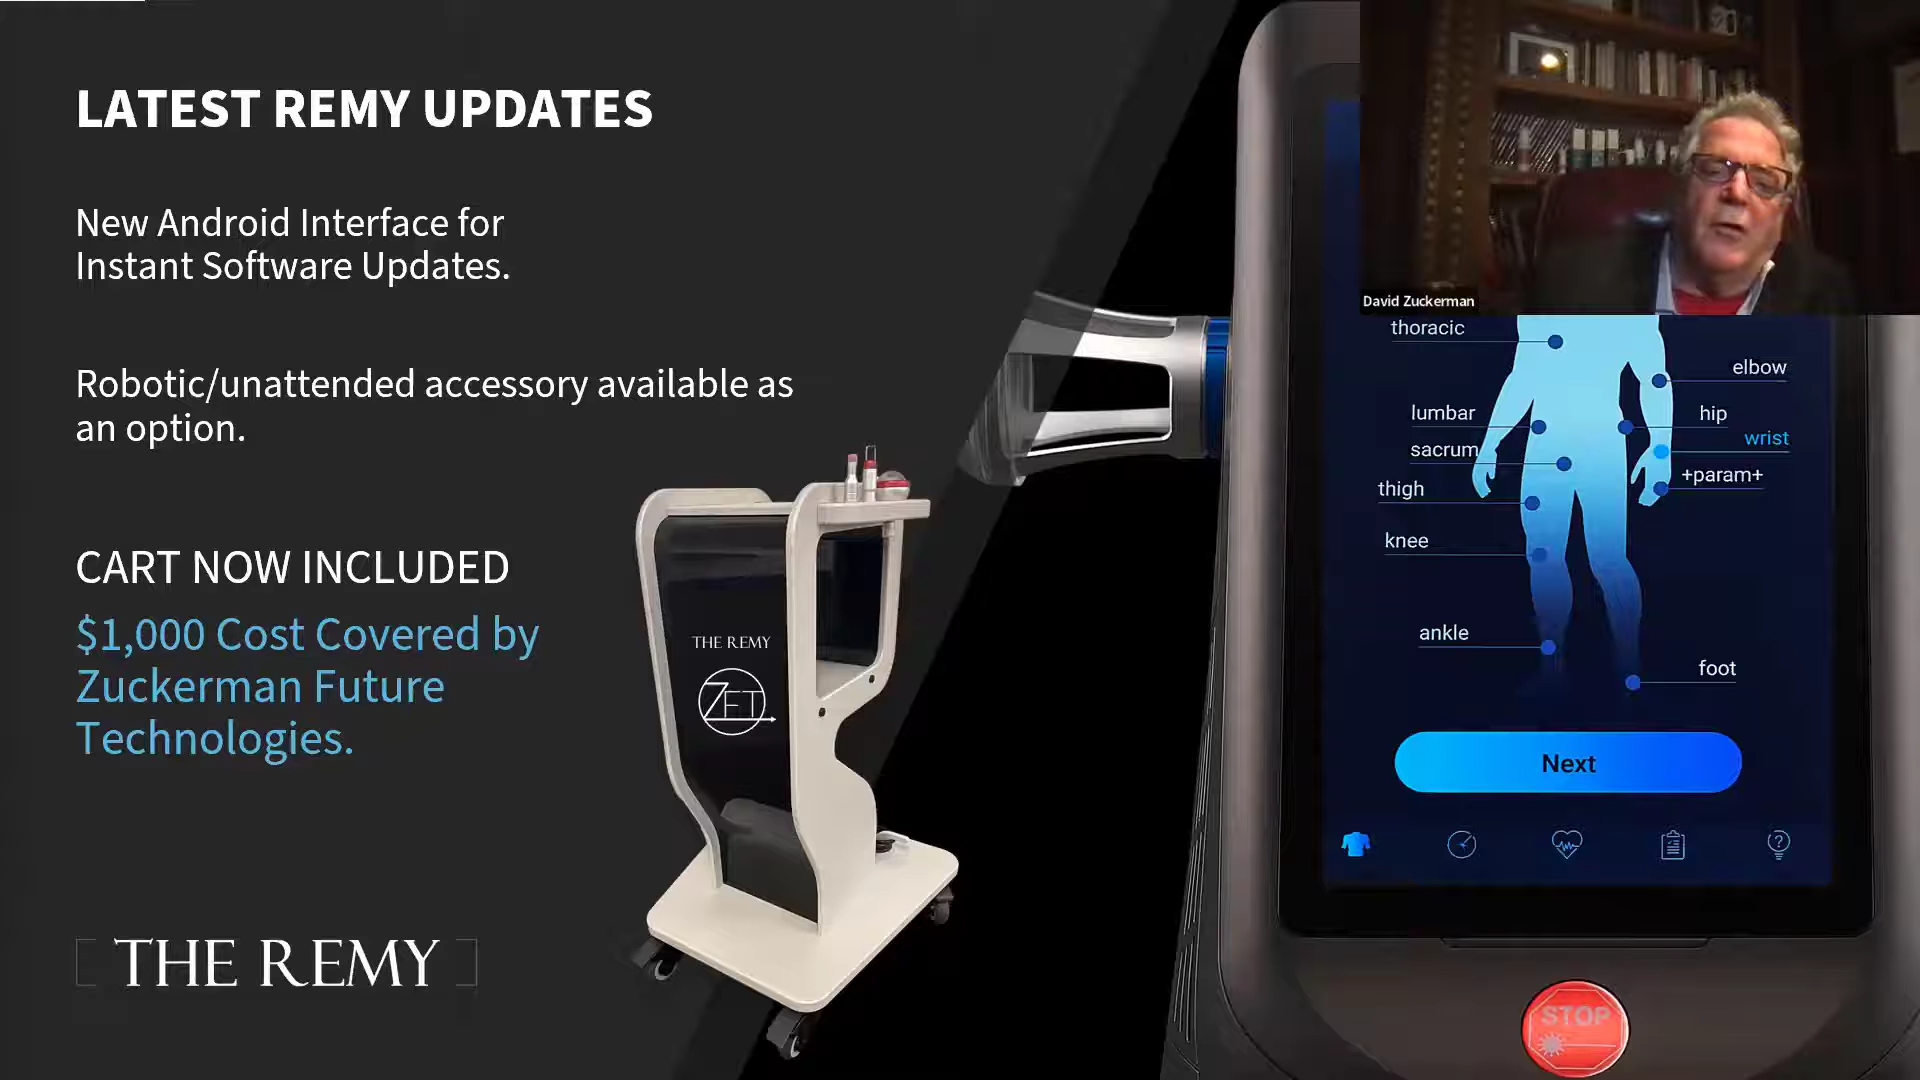 LATEST REMY UPDATES
New Android Interface for
Instant Software Updates.
Robotic/unattended accessory available as
an option.
CART NOW INCLUDED
$1,000 Cost Covered by
Zuckerman Future
Technologies.
THE REMY
THE REMY
ZFT
David Zuckerman
thoracic
elbow
lumbar
hip
wrist
sacrum
+param+
thigh
knee
ankle
foot
Next
STOP